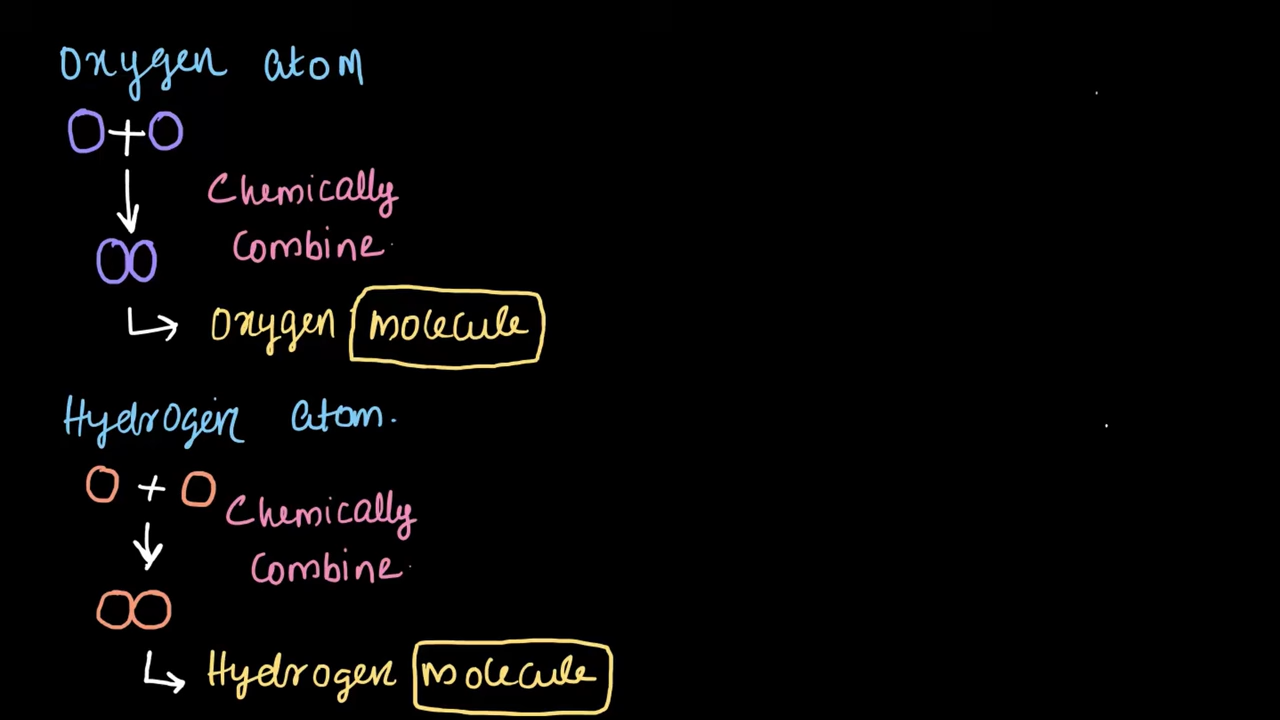 Oxygen atom
O+O
Chemically
Combine
OO
Oxygen molecule
Hydrogen atom.
O + O
Chemically
Combine
OO
Hydrogen molecule